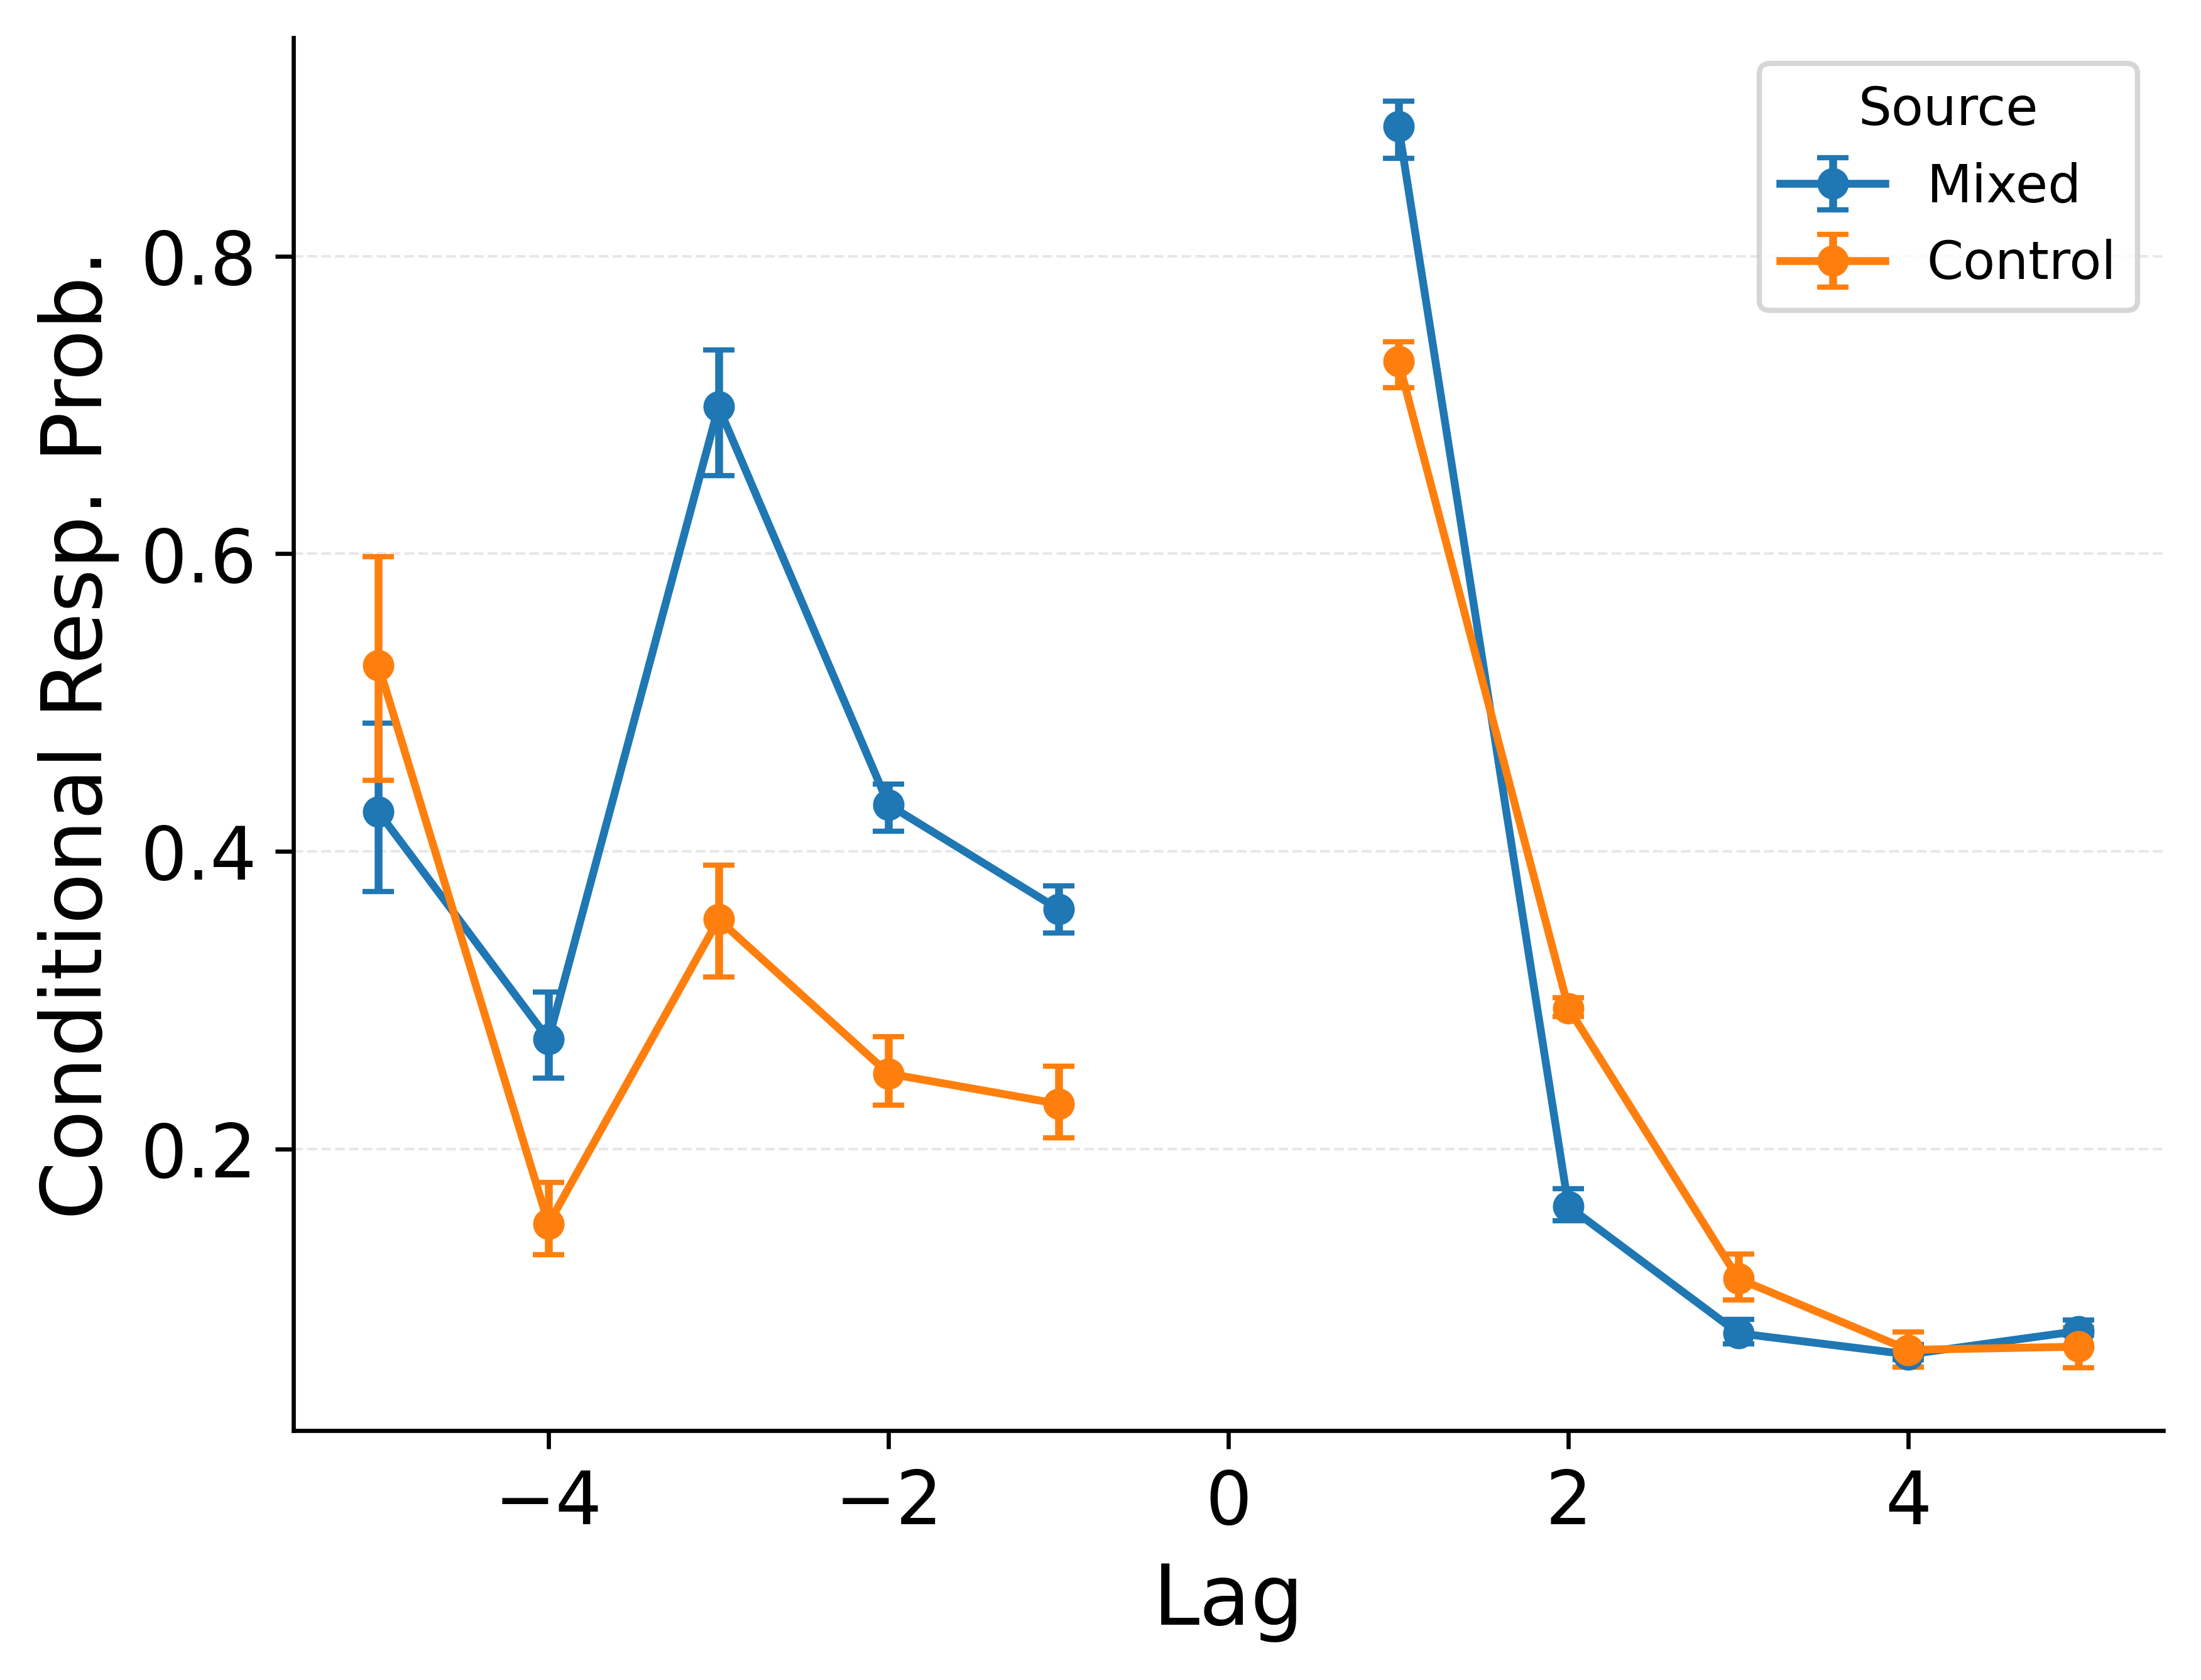 Source
Mixed
Control
Conditional Resp. Prob.
0.8
0.6
0.4
0.2
−4
−2
0
2
4
Lag